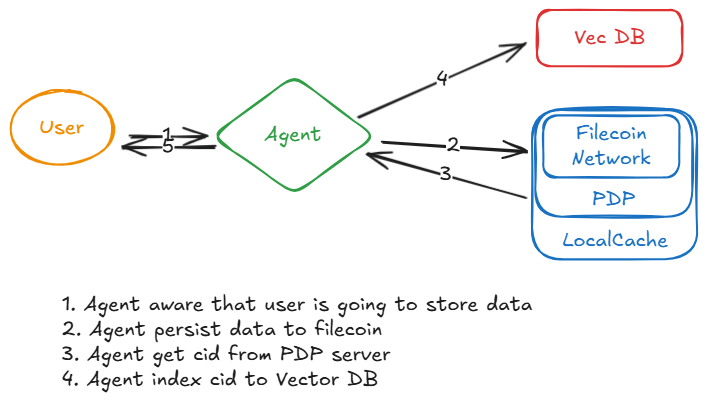 Vec DB
4
User
1
5
Agent
2
3
Filecoin
Network
PDP
LocalCache
1. Agent aware that user is going to store data
2. Agent persist data to filecoin
3. Agent get cid from PDP server
4. Agent index cid to Vector DB